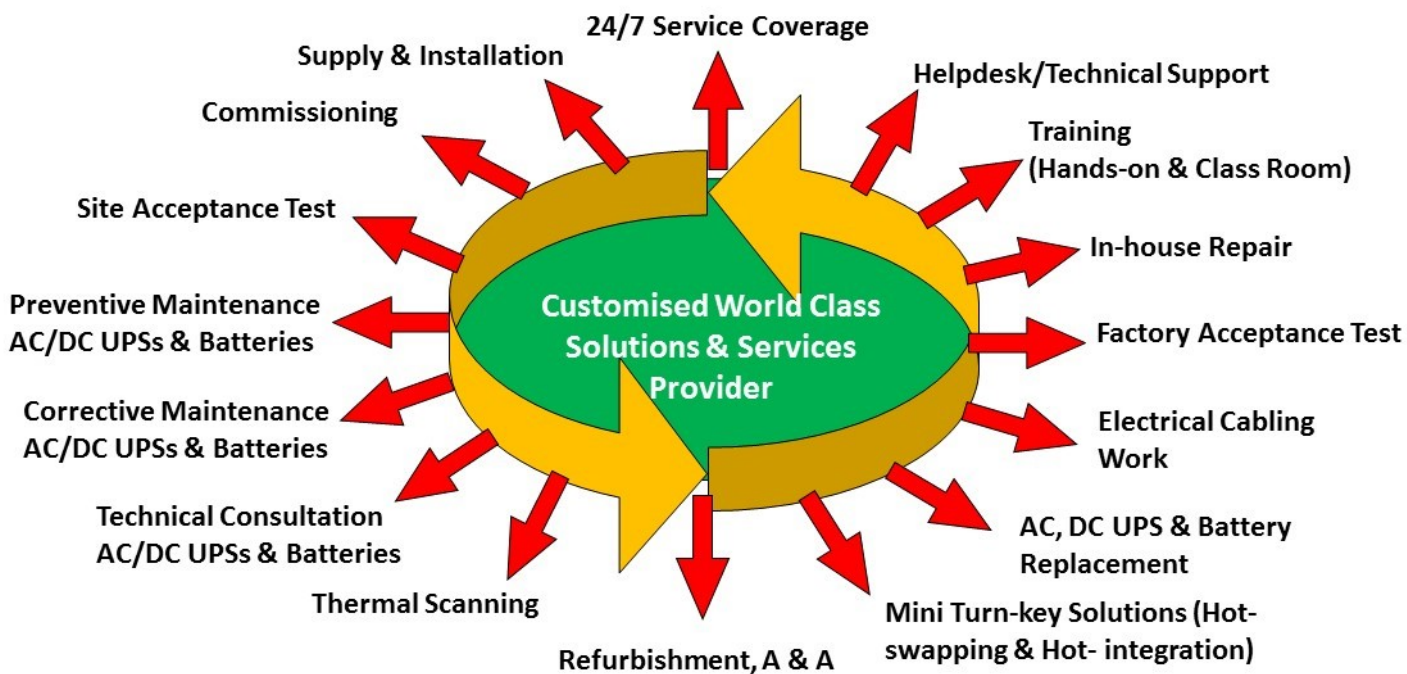 24/7 Service Coverage
Supply & Installation
Helpdesk/Technical Support
Commissioning
Training
(Hands-on & Class Room)
Site Acceptance Test
In-house Repair
Preventive Maintenance
AC/DC UPSs & Batteries
Customised World Class
Solutions & Services
Provider
Factory Acceptance Test
Corrective Maintenance
AC/DC UPSs & Batteries
Electrical Cabling
Work
Technical Consultation
AC/DC UPSs & Batteries
AC, DC UPS & Battery
Replacement
Thermal Scanning
Mini Turn-key Solutions (Hot-
swapping & Hot- integration)
Refurbishment, A & A